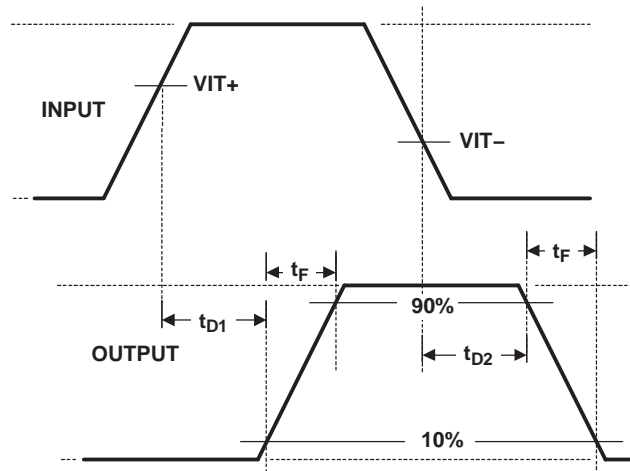 VIT+
INPUT
VIT–
tF
tF
90%
tD1
tD2
OUTPUT
10%